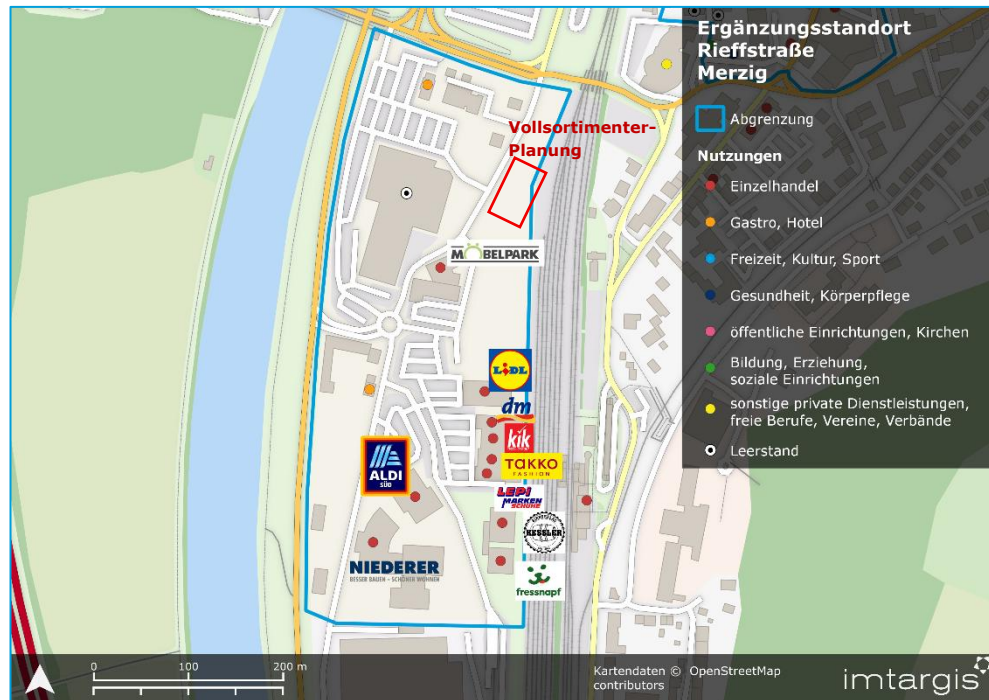 Ergänzungsstandort
Rieffstraße
Merzig
Abgrenzung
Nutzungen
Einzelhandel
Gastro, Hotel
Freizeit, Kultur, Sport
Gesundheit, Körperpflege
öffentliche Einrichtungen, Kirchen
Bildung, Erziehung,
soziale Einrichtungen
sonstige private Dienstleistungen,
freie Berufe, Vereine, Verbände
Leerstand
Vollsortimenter-
Planung
MÖBELPARK
LiDL
dm
kik
TAKKO
FASHION
ALDI
SÜD
LEPI
MARKEN
SCHUHE
KESSLER
NIEDERER
BESSER BAUEN - SCHÖNER WOHNEN
fressnapf
0 100 200 m
Kartendaten © OpenStreetMap
contributors
imtargis